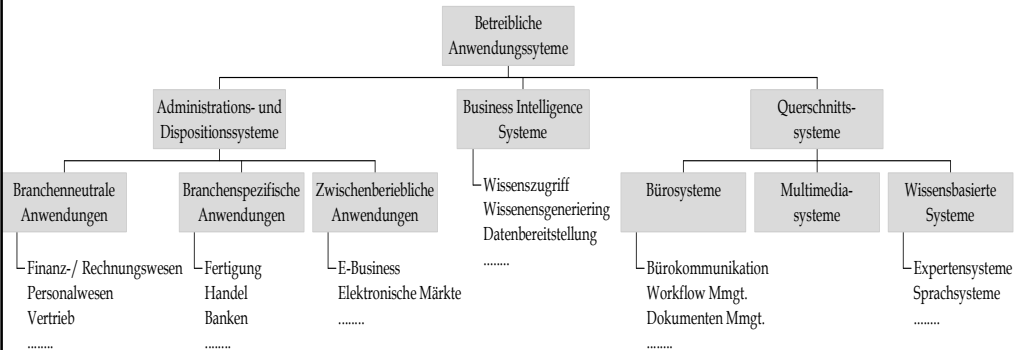 Betreibliche
Anwendungssyteme
Administrations- und
Dispositionssysteme
Business Intelligence
Systeme
Querschnitts-
systeme
Branchenneutrale
Anwendungen
Branchenspezifische
Anwendungen
Zwischenberiebliche
Anwendungen
Wissenszugriff
Wissenensgeneriering
Datenbereitstellung
........
Bürosysteme
Multimedia-
systeme
Wissensbasierte
Systeme
Finanz-/ Rechnungswesen
Personalwesen
Vertrieb
........
Fertigung
Handel
Banken
........
E-Business
Elektronische Märkte
........
Bürokommunikation
Workflow Mmgt.
Dokumenten Mmgt.
........
Expertensysteme
Sprachsysteme
........